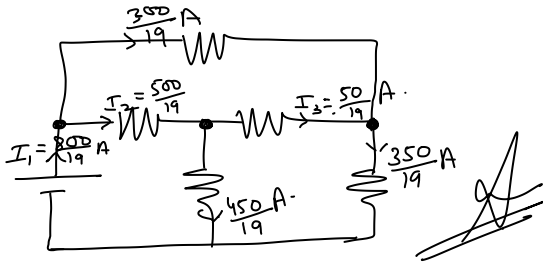 300/19 A
I₂ = 500/19
I₃ = 50/19 A.
I₁ = 800/19 A
450/19 A.
350/19 A